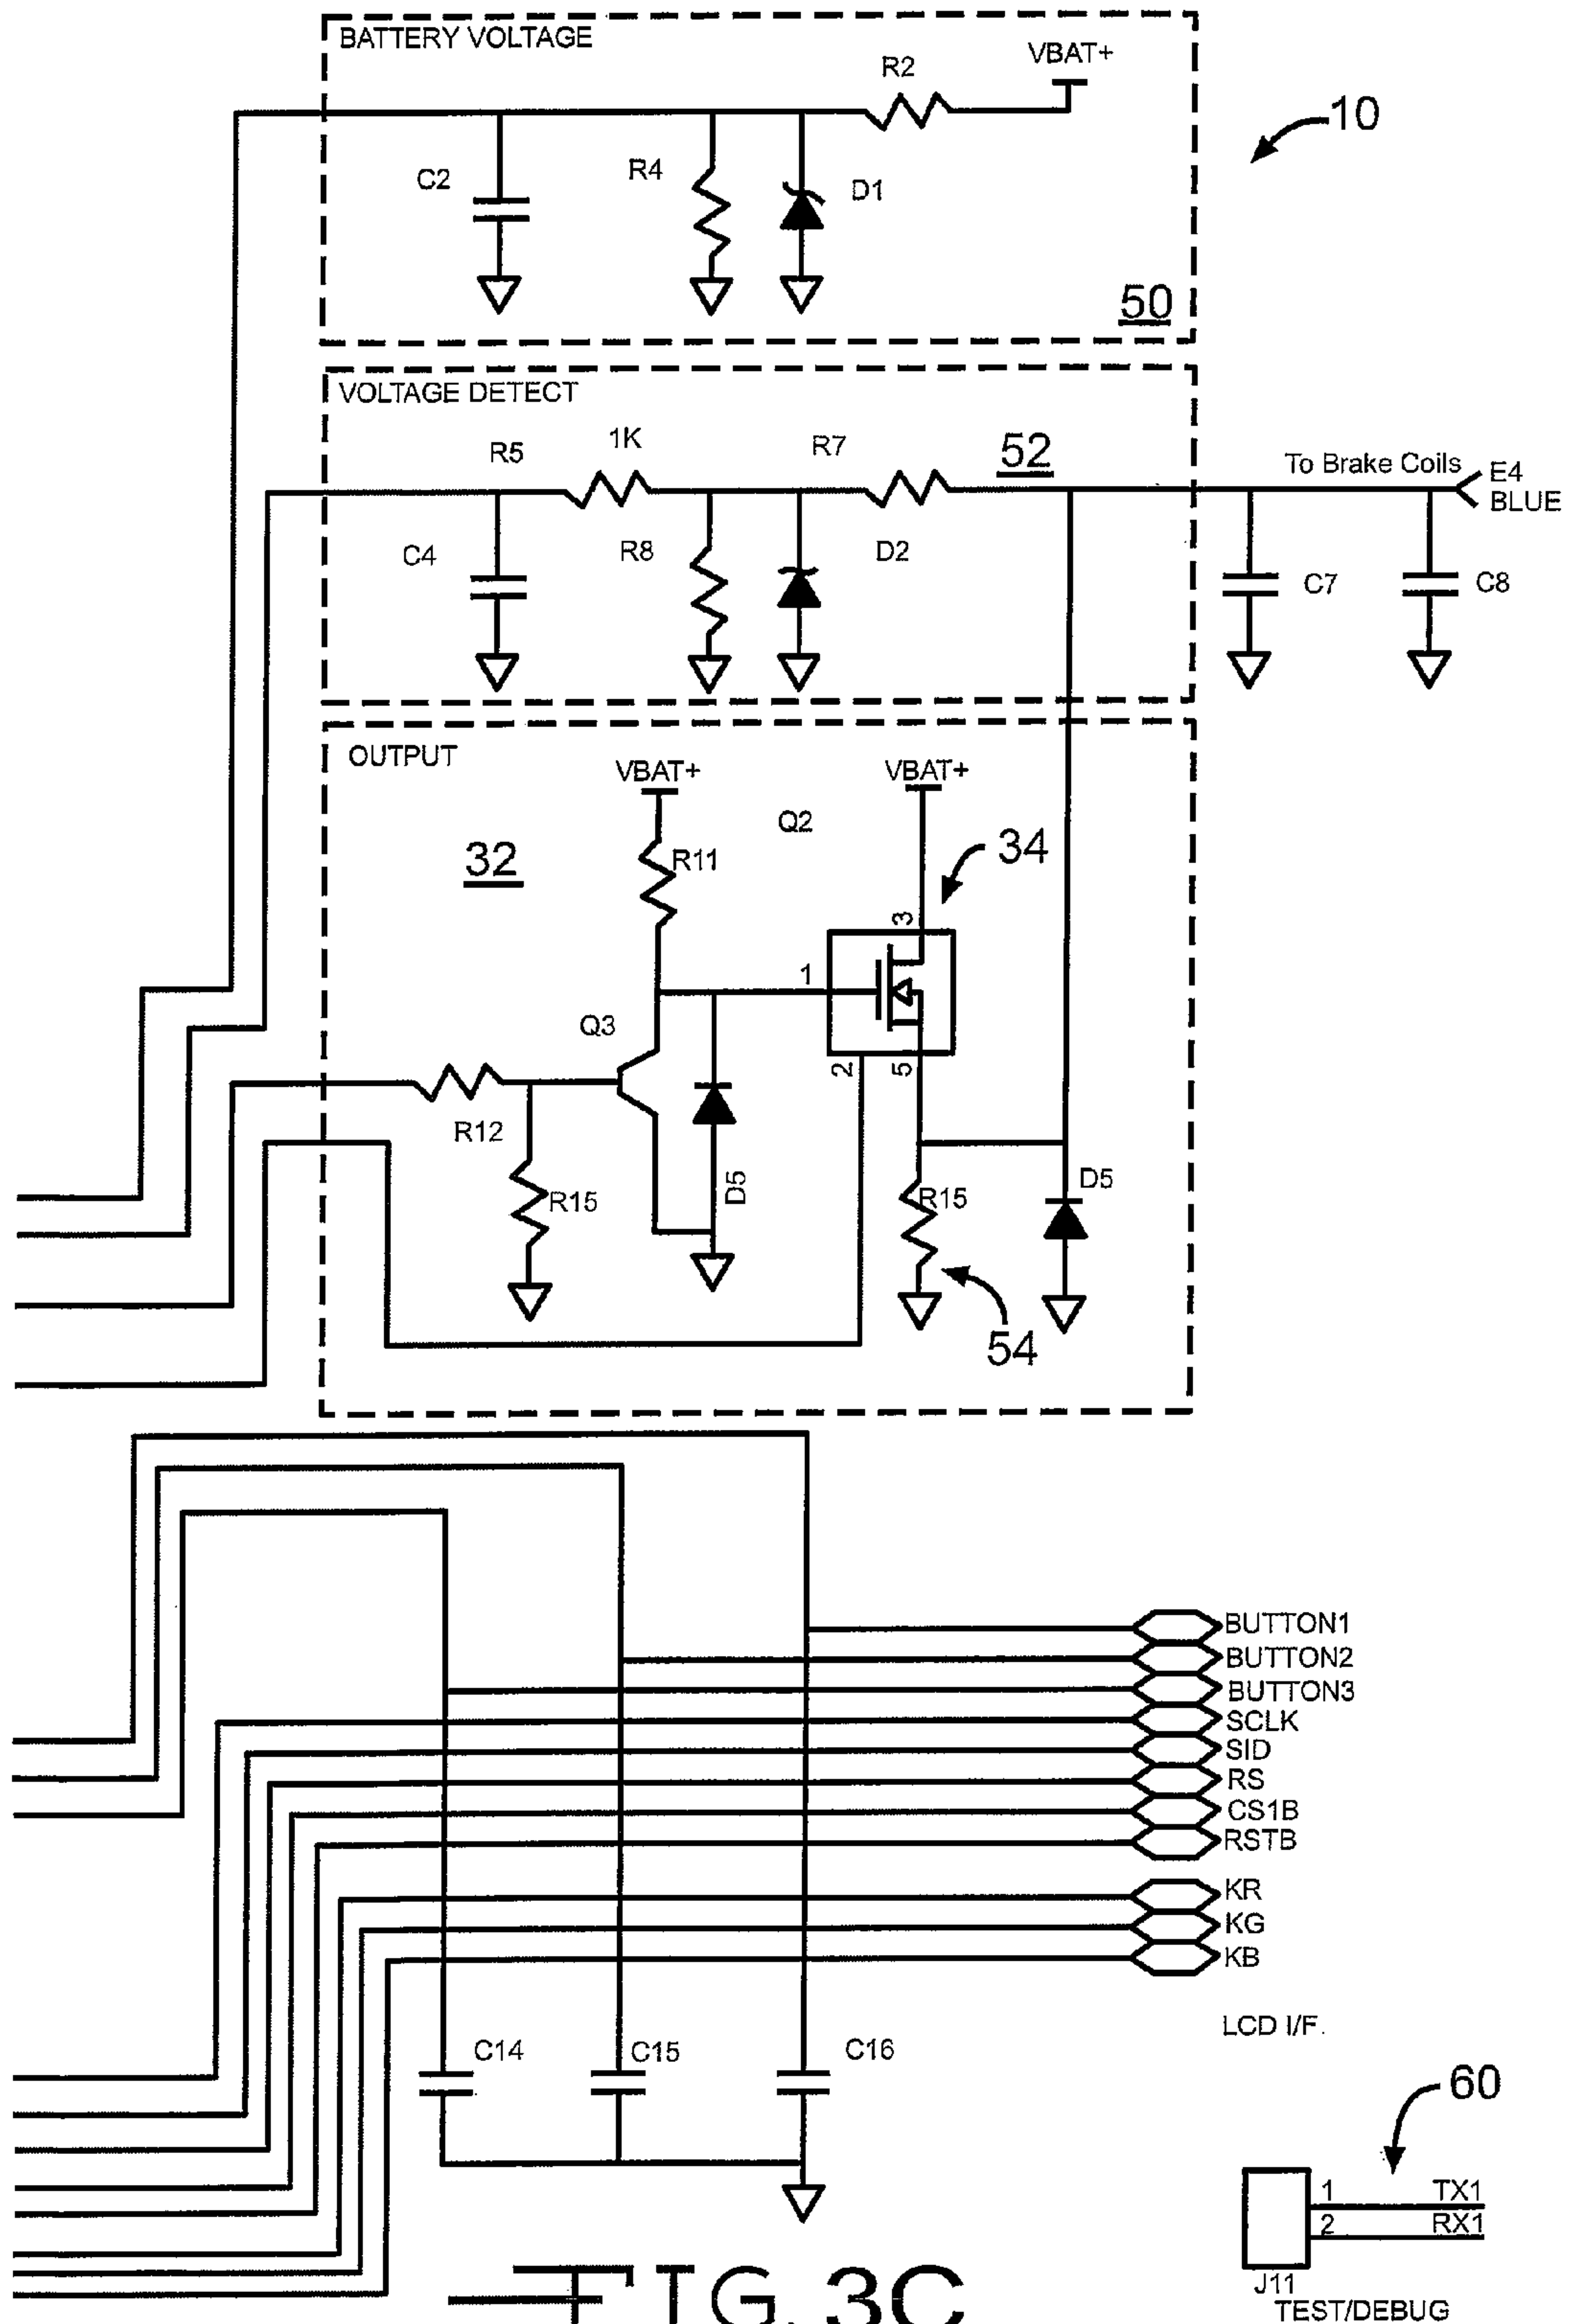 BATTERY VOLTAGE
VBAT+
R2
10
C2
R4
D1
50
VOLTAGE DETECT
R5
1K
R7
52
To Brake Coils
E4
BLUE
C4
R8
D2
C7
C8
OUTPUT
VBAT+
VBAT+
Q2
32
R11
34
3
1
Q3
2
5
R12
R15
D5
R15
D5
54
BUTTON1
BUTTON2
BUTTON3
SCLK
SID
RS
CS1B
RSTB
KR
KG
KB
LCD I/F.
C14
C15
C16
60
1
TX1
2
RX1
J11
TEST/DEBUG
FIG. 3C